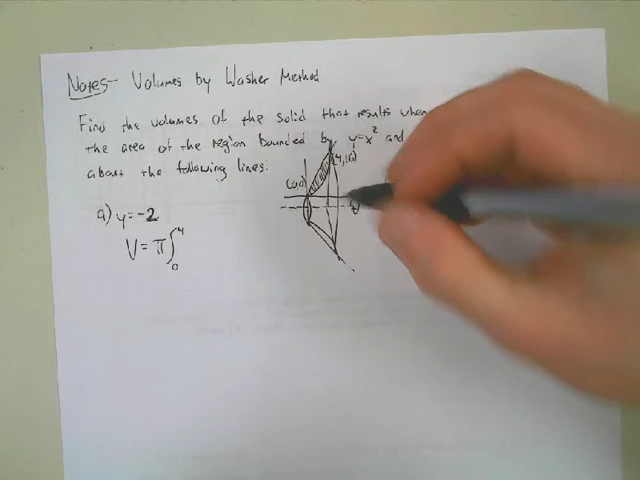 Notes- Volumes by Washer Method
Find the volumes of the solid that results when
the area of the region bounded by y=x² and
about the following lines:
(4,16)
(0,0)
a) y=-2
V = π∫₀⁴